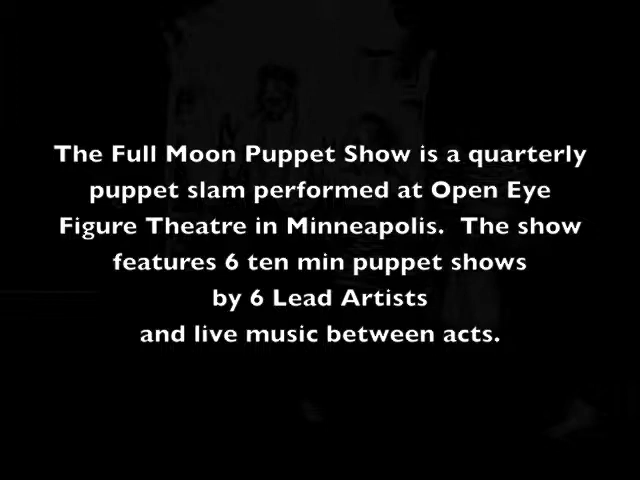 The Full Moon Puppet Show is a quarterly
puppet slam performed at Open Eye
Figure Theatre in Minneapolis.  The show
features 6 ten min puppet shows
by 6 Lead Artists
and live music between acts.